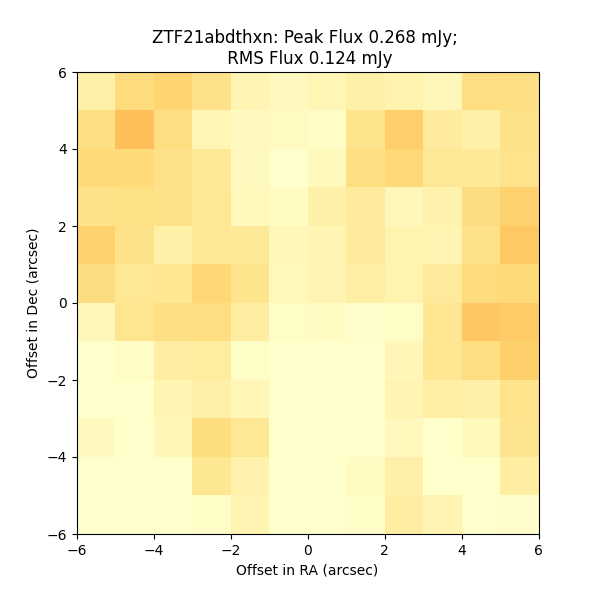 ZTF21abdthxn: Peak Flux 0.268 mJy;
RMS Flux 0.124 mJy
6
4
2
0
−2
−4
−6
Offset in Dec (arcsec)
−6 −4 −2 0 2 4 6
Offset in RA (arcsec)